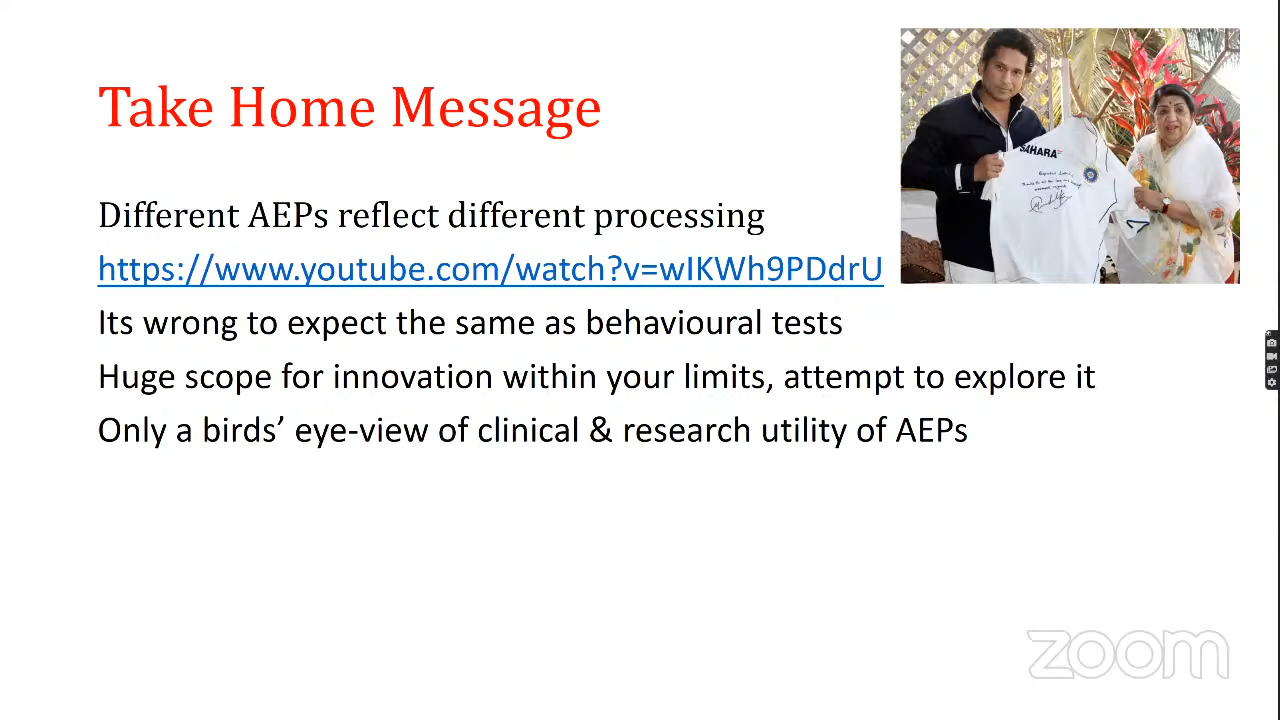 Take Home Message
SAHARA
Different AEPs reflect different processing
https://www.youtube.com/watch?v=wIKWh9PDdrU
Its wrong to expect the same as behavioural tests
Huge scope for innovation within your limits, attempt to explore it
Only a birds’ eye-view of clinical & research utility of AEPs
zoom